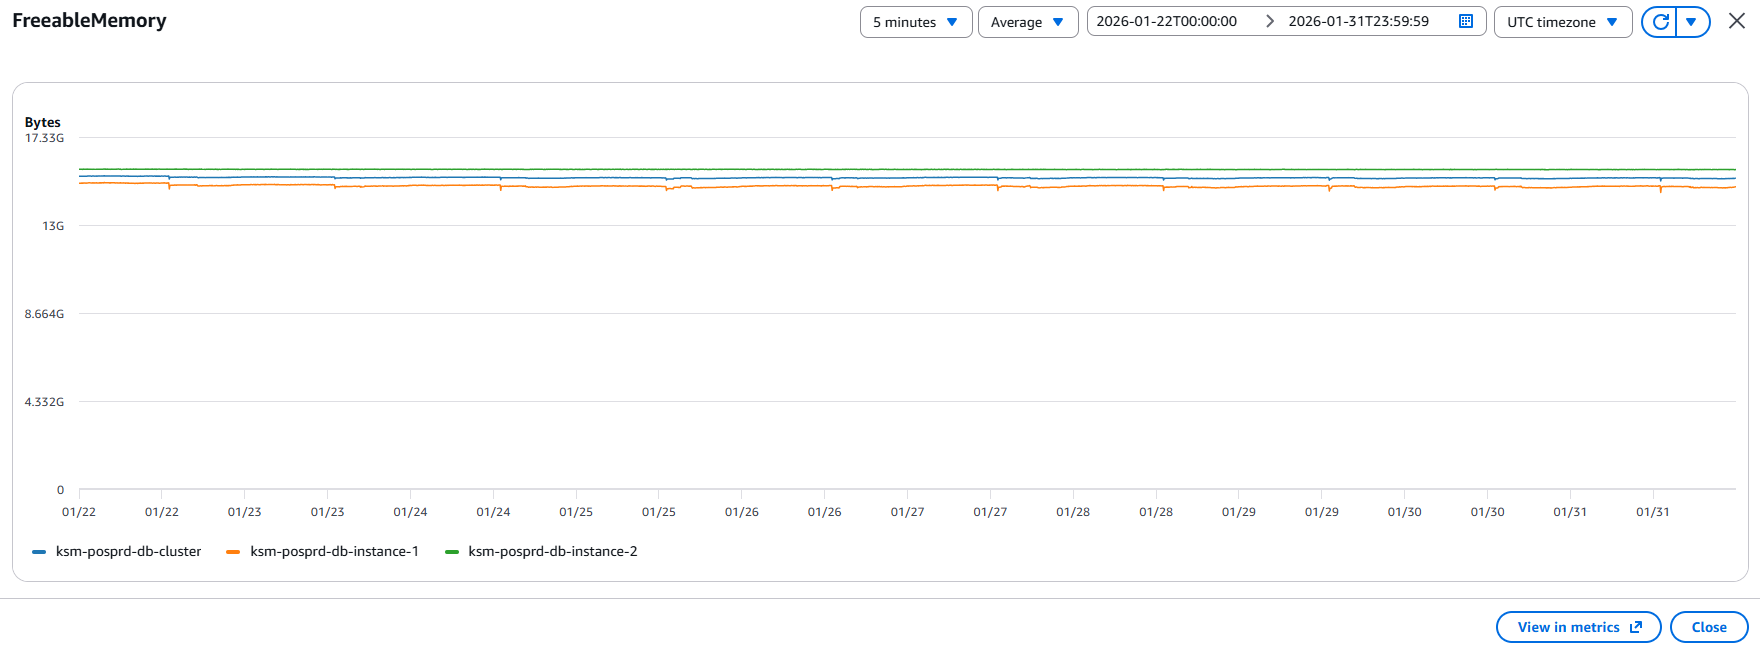 FreeableMemory
5 minutes Average 2026-01-22T00:00:00 2026-01-31T23:59:59 UTC timezone
Bytes
17.33G
13G
8.664G
4.332G
0
01/22 01/22 01/23 01/23 01/24 01/24 01/25 01/25 01/26 01/26 01/27 01/27 01/28 01/28 01/29 01/29 01/30 01/30 01/31 01/31
ksm-posprd-db-cluster ksm-posprd-db-instance-1 ksm-posprd-db-instance-2
View in metrics Close